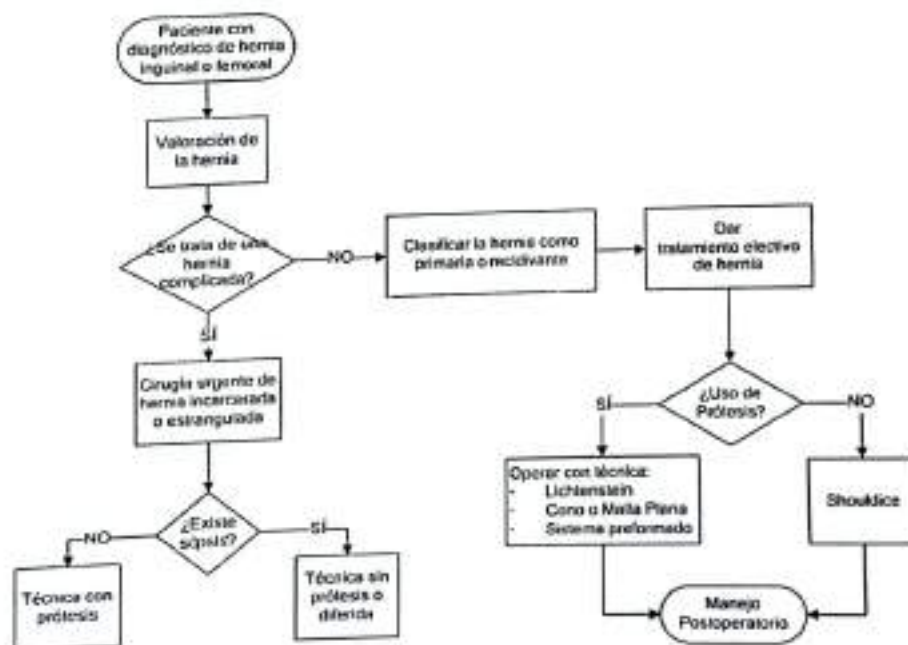 Paciente con
diagnóstico de hernia
inguinal o femoral
Valoración de
la hernia
¿Se trata de una
hernia
complicada?
NO
Clasificar la hernia como
primaria o recidivante
Dar
tratamiento electivo
de hernia
SÍ
Cirugía urgente de
hernia incarcerada
o estrangulada
¿Uso de
Prótesis?
SÍ
NO
Operar con técnica:
- Lichtenstein
- Cono o Malla Plana
- Sistema preformado
Shouldice
¿Existe
sépsis?
NO
SÍ
Técnica con
prótesis
Técnica sin
prótesis o
diferida
Manejo
Postoperatorio